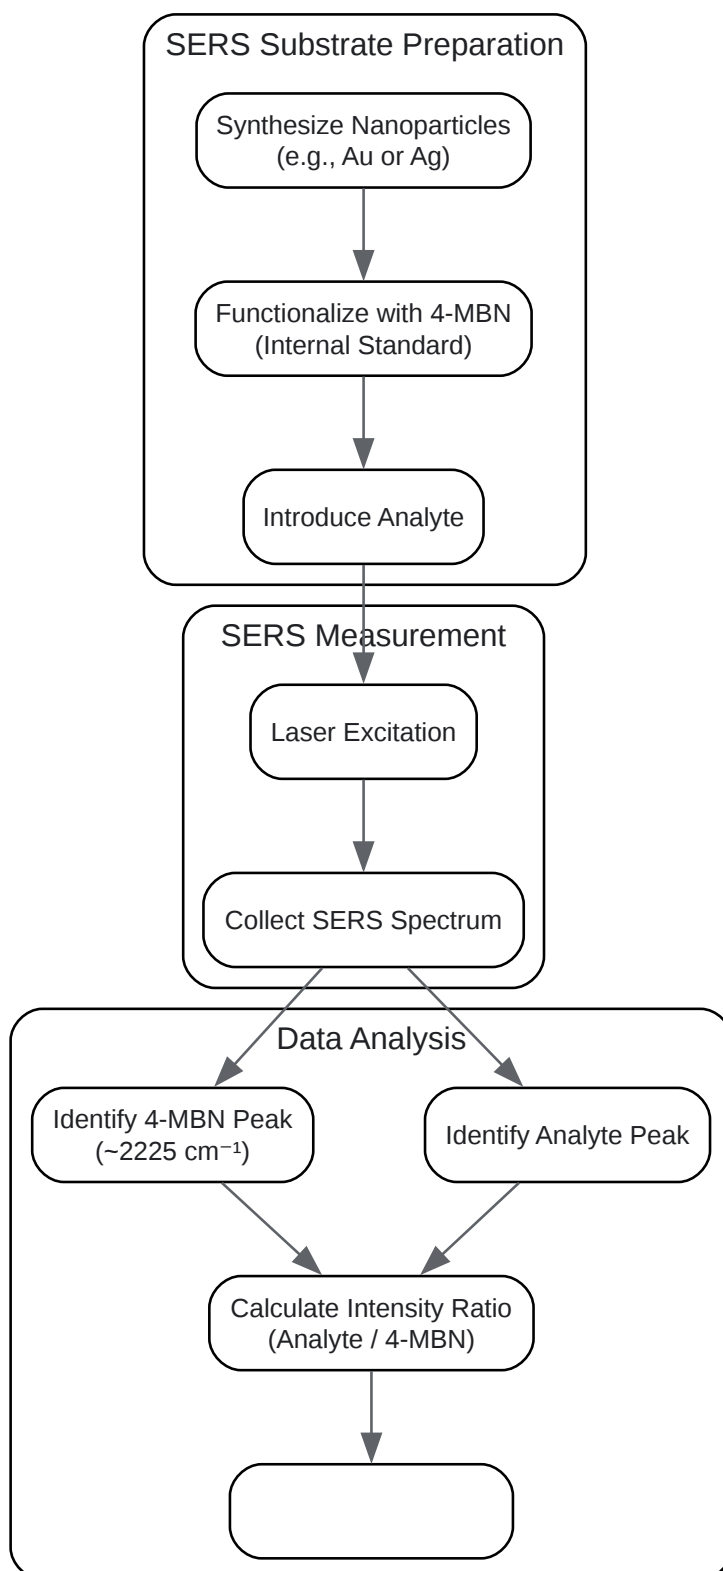 SERS Substrate Preparation
Synthesize Nanoparticles
(e.g., Au or Ag)
Functionalize with 4-MBN
(Internal Standard)
Introduce Analyte
SERS Measurement
Laser Excitation
Collect SERS Spectrum
Data Analysis
Identify 4-MBN Peak
(~2225 cm⁻¹)
Identify Analyte Peak
Calculate Intensity Ratio
(Analyte / 4-MBN)